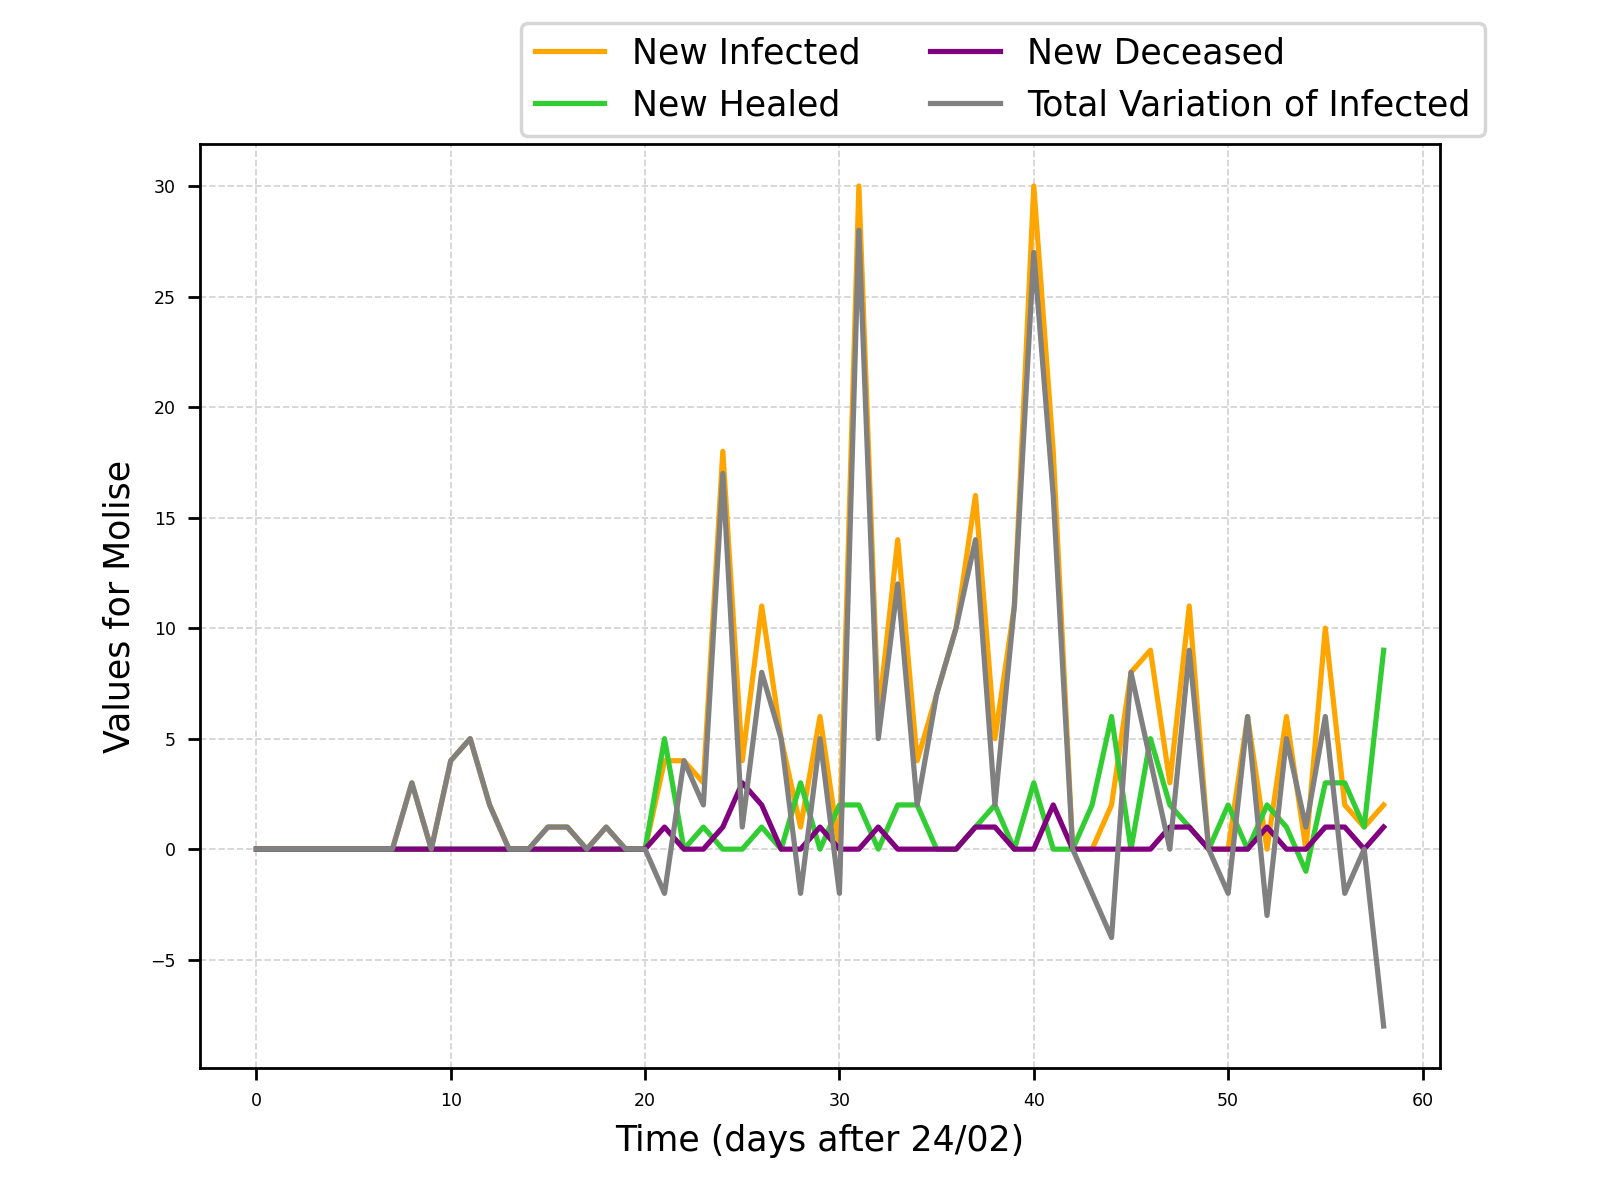 New Infected
New Healed
New Deceased
Total Variation of Infected
30
25
20
15
10
5
0
−5
Values for Molise
0 10 20 30 40 50 60
Time (days after 24/02)